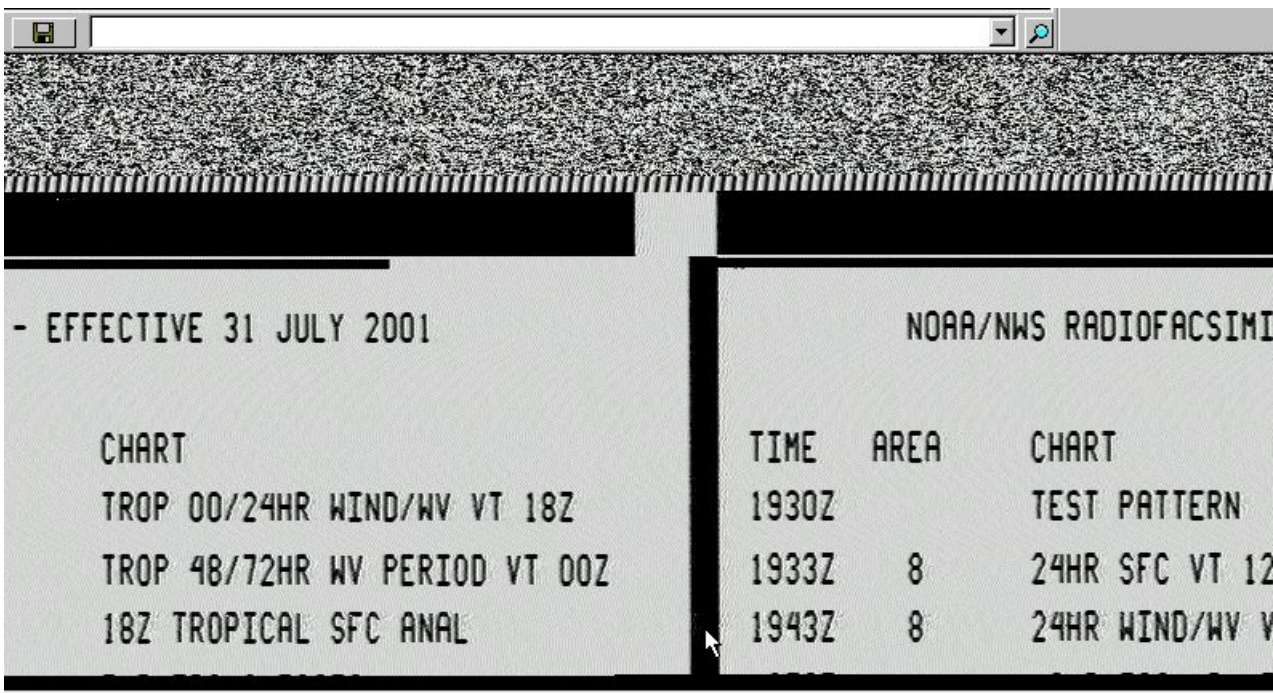 - EFFECTIVE 31 JULY 2001
CHART
TROP 00/24HR WIND/WV VT 18Z
TROP 48/72HR WV PERIOD VT 00Z
18Z TROPICAL SFC ANAL
NOAA/NWS RADIOFACSIMI
TIME AREA CHART
1930Z TEST PATTERN
1933Z 8 24HR SFC VT 12
1943Z 8 24HR WIND/WV V